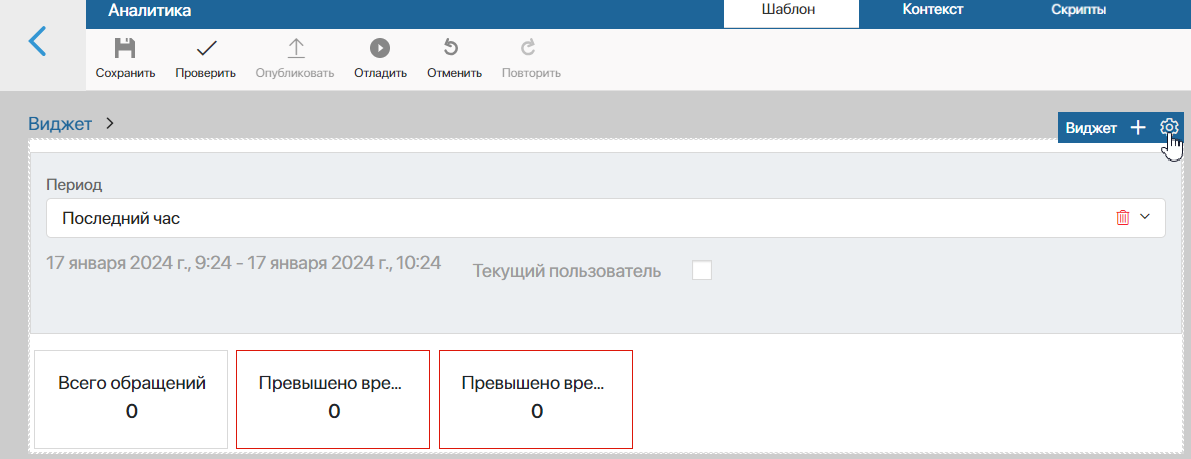 Аналитика
Шаблон
Контекст
Скрипты
Сохранить
Проверить
Опубликовать
Отладить
Отменить
Повторить
Виджет
Виджет
Период
Последний час
17 января 2024 г., 9:24 - 17 января 2024 г., 10:24
Текущий пользователь
Всего обращений
0
Превышено вре...
0
Превышено вре...
0